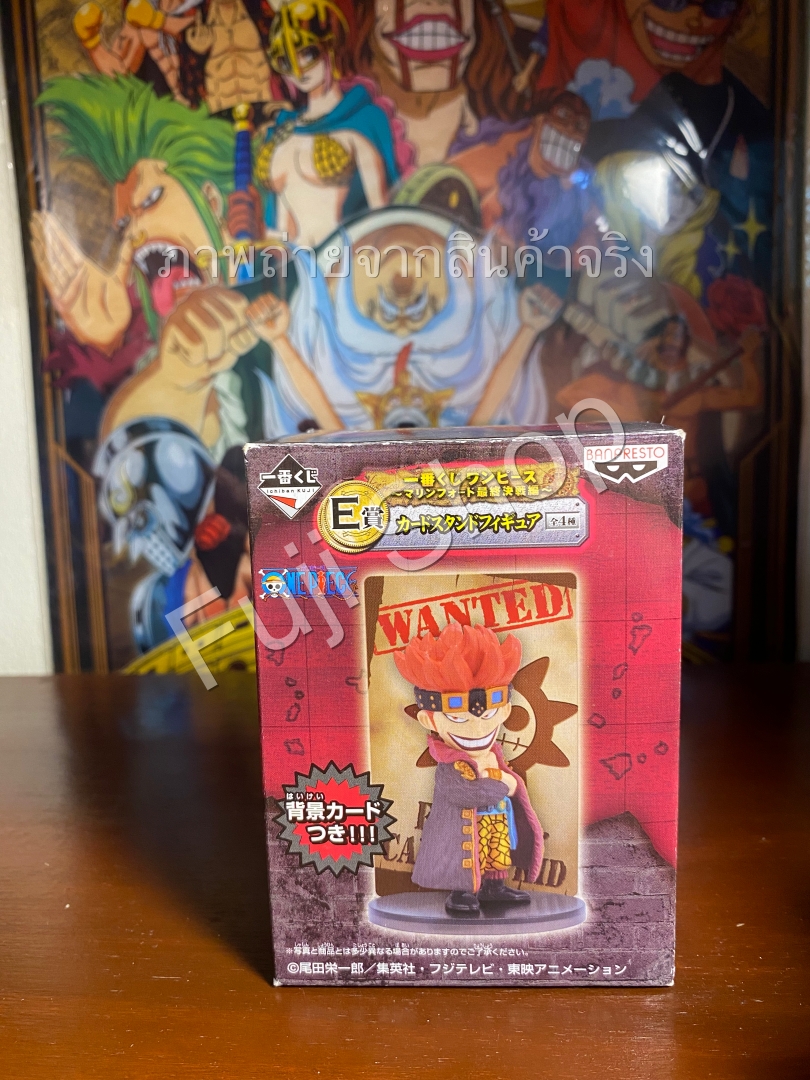 ภาพถ่ายจากสินค้าจริง
Fuji Shop
一番くじ
Ichiban KUJI
BANPRESTO
一番くじワンピース
~マリンフォード最終決戦編~
E賞
カードスタンドフィギュア 全4種
ONE PIECE
WANTED
はいけい
背景カード
つき!!!
※写真と商品とは多少異なる場合がありますのでご了承ください。
©尾田栄一郎／集英社・フジテレビ・東映アニメーション